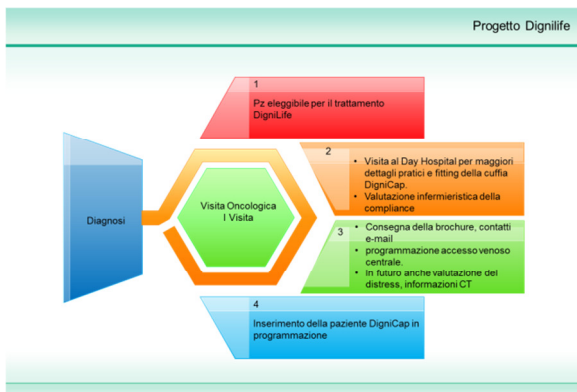 Progetto Dignilife
1
Pz eleggibile per il trattamento
DigniLife
2
• Visita al Day Hospital per maggiori
dettagli pratici e fitting della cuffia
DigniCap.
• Valutazione infermieristica della
compliance
Diagnosi
Visita Oncologica
I Visita
3
• Consegna della brochure, contatti
e-mail
• programmazione accesso venoso
centrale.
• In futuro anche valutazione del
distress, informazioni CT
4
Inserimento della paziente DigniCap in
programmazione